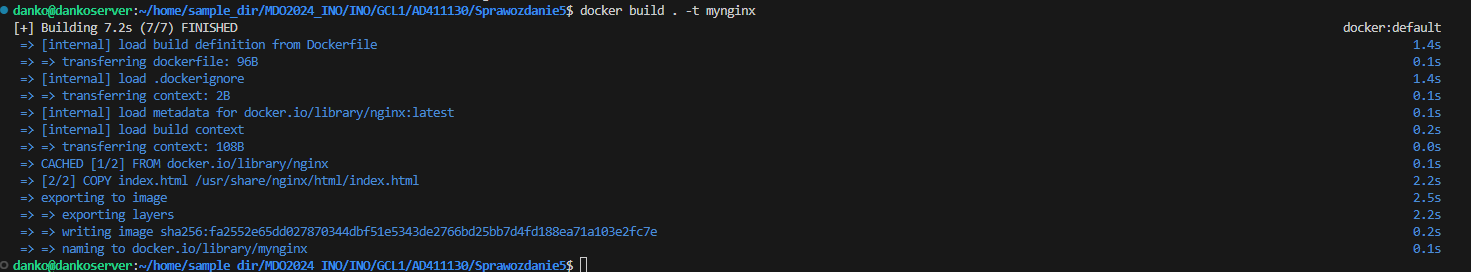 danko@dankoserver:~/home/sample_dir/MDO2024_INO/INO/GCL1/AD411130/Sprawozdanie5$ docker build . -t mynginx
[+] Building 7.2s (7/7) FINISHED docker:default
=> [internal] load build definition from Dockerfile 1.4s
=> => transferring dockerfile: 96B 0.1s
=> [internal] load .dockerignore 1.4s
=> => transferring context: 2B 0.1s
=> [internal] load metadata for docker.io/library/nginx:latest 0.1s
=> [internal] load build context 0.2s
=> => transferring context: 108B 0.0s
=> CACHED [1/2] FROM docker.io/library/nginx 0.1s
=> [2/2] COPY index.html /usr/share/nginx/html/index.html 2.2s
=> exporting to image 2.5s
=> => exporting layers 2.2s
=> => writing image sha256:fa2552e65dd027870344dbf51e5343de2766bd25bb7d4fd188ea71a103e2fc7e 0.2s
=> => naming to docker.io/library/mynginx 0.1s
danko@dankoserver:~/home/sample_dir/MDO2024_INO/INO/GCL1/AD411130/Sprawozdanie5$